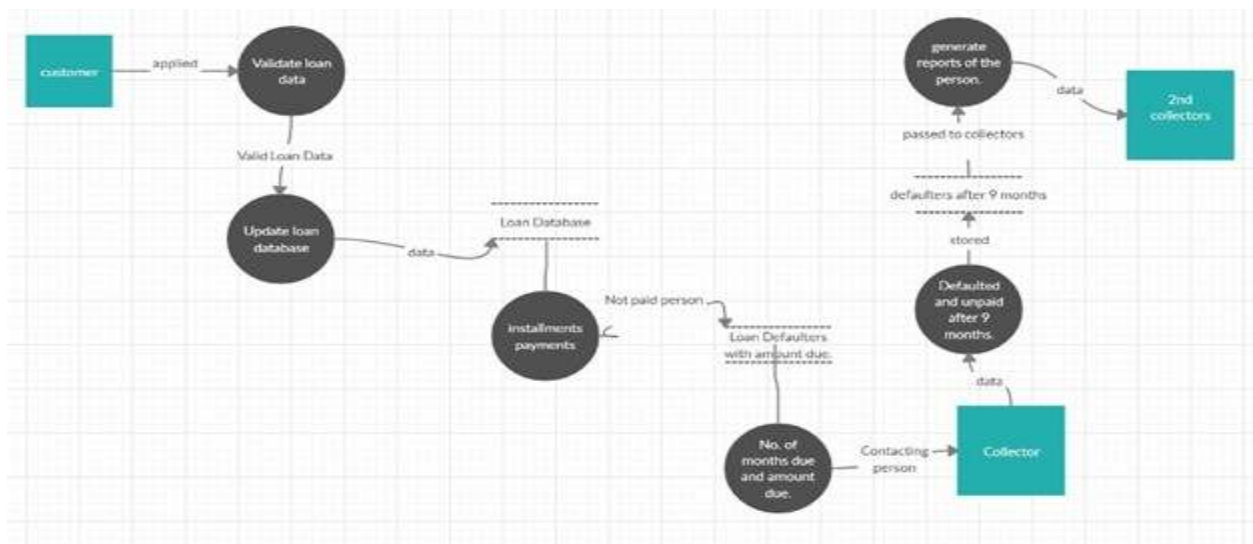 customer
applied
Validate loan
data
Valid Loan Data
Update loan
database
data
Loan Database
installments
payments
Not paid person
Loan Defaulters
with amount due.
No. of
months due
and amount
due.
Contacting
person
Collector
data
Defaulted
and unpaid
after 9
months.
stored
defaulters after 9 months
passed to collectors
generate
reports of the
person.
data
2nd
collectors